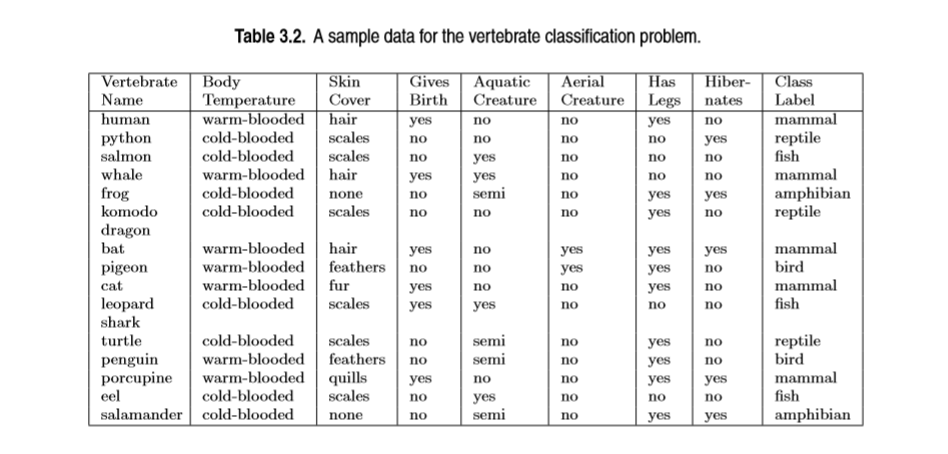 Table 3.2. A sample data for the vertebrate classification problem.
Vertebrate Body Skin Gives Aquatic Aerial Has Hiber- Class
Name Temperature Cover Birth Creature Creature Legs nates Label
human warm-blooded hair yes no no yes no mammal
python cold-blooded scales no no no no yes reptile
salmon cold-blooded scales no yes no no no fish
whale warm-blooded hair yes yes no no no mammal
frog cold-blooded none no semi no yes yes amphibian
komodo cold-blooded scales no no no yes no reptile
dragon
bat warm-blooded hair yes no yes yes yes mammal
pigeon warm-blooded feathers no no yes yes no bird
cat warm-blooded fur yes no no yes no mammal
leopard cold-blooded scales yes yes no no no fish
shark
turtle cold-blooded scales no semi no yes no reptile
penguin warm-blooded feathers no semi no yes no bird
porcupine warm-blooded quills yes no no yes yes mammal
eel cold-blooded scales no yes no no no fish
salamander cold-blooded none no semi no yes yes amphibian